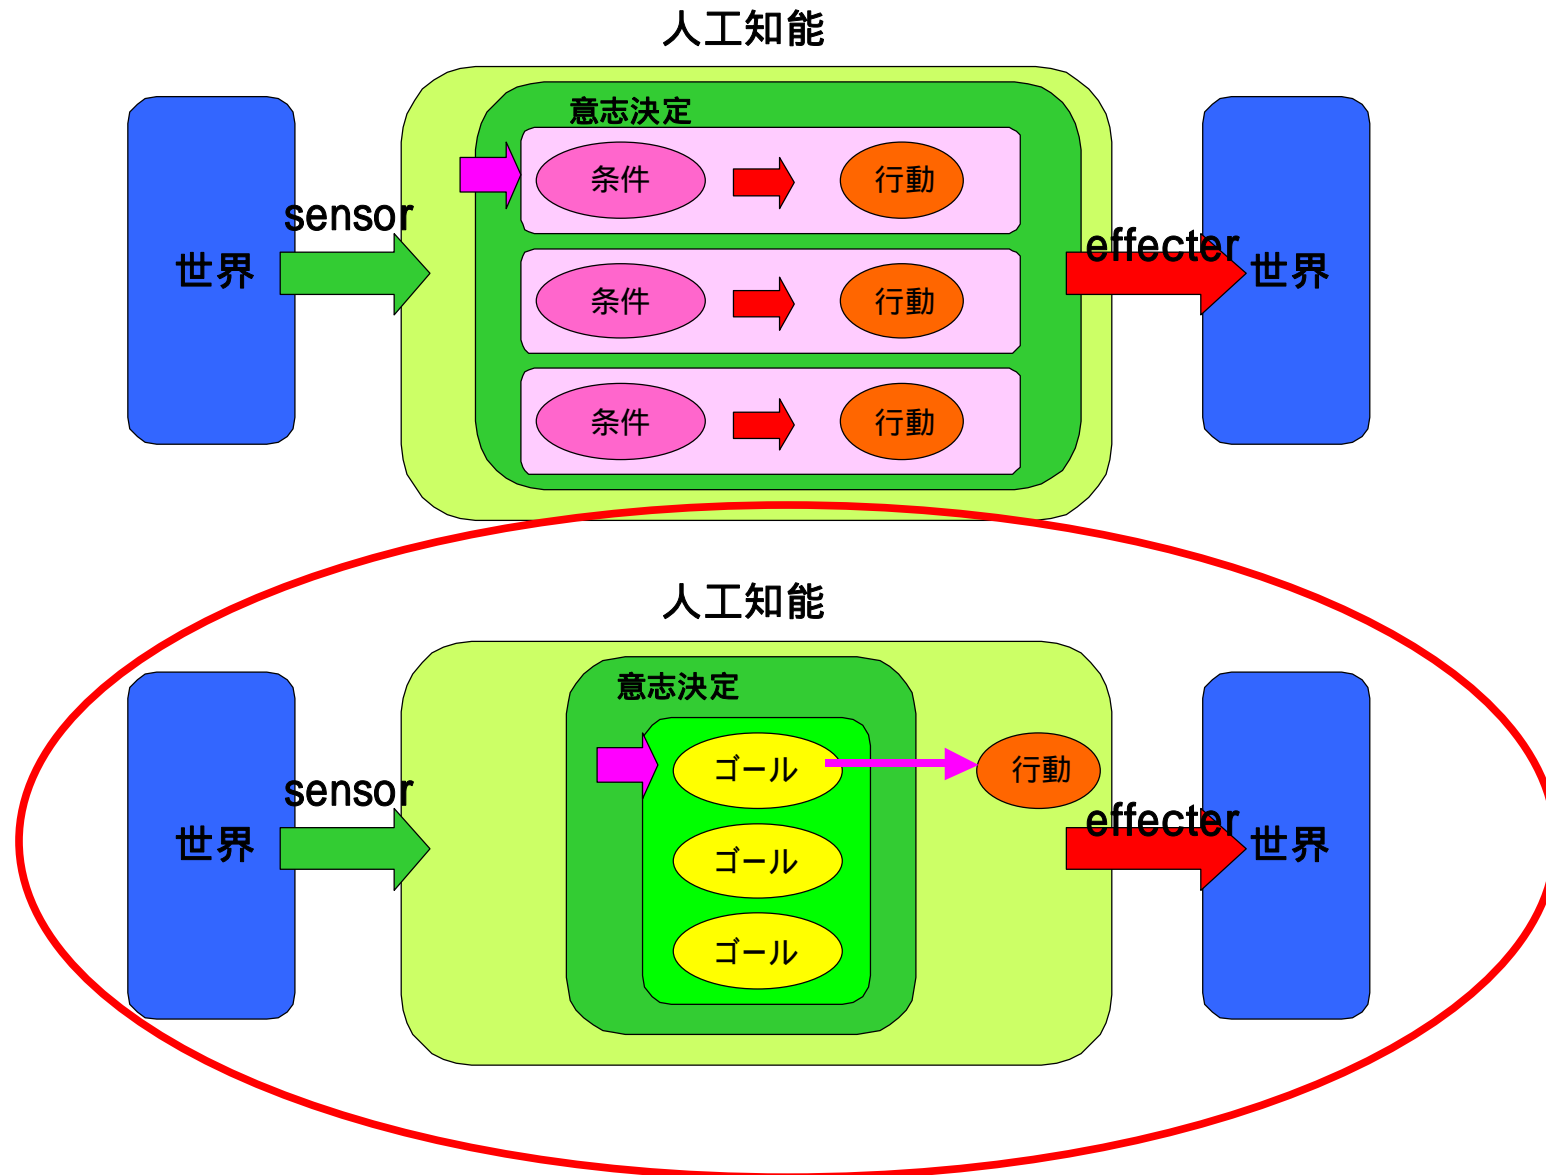 人工知能
意志決定
条件
行動
sensor
effecter
世界
条件
行動
世界
条件
行動
人工知能
意志決定
ゴール
行動
sensor
effecter
世界
ゴール
世界
ゴール